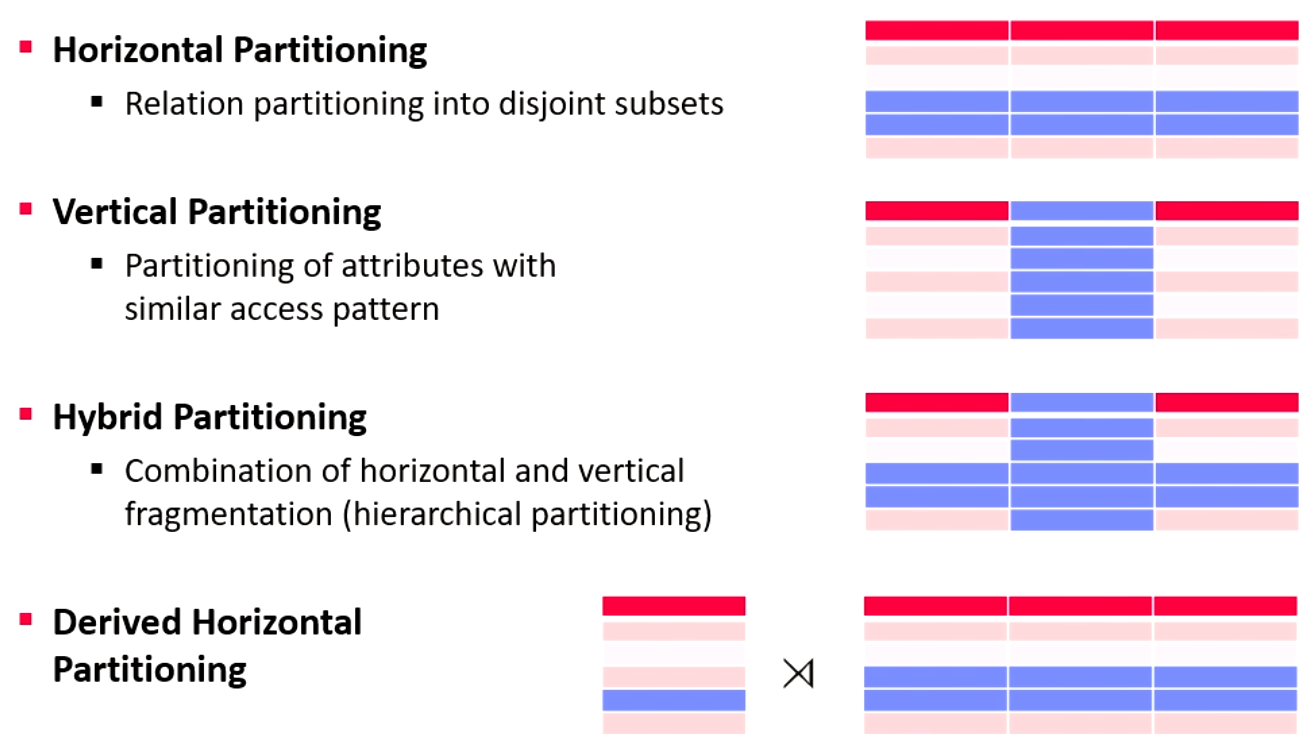 Horizontal Partitioning
Relation partitioning into disjoint subsets
Vertical Partitioning
Partitioning of attributes with
similar access pattern
Hybrid Partitioning
Combination of horizontal and vertical
fragmentation (hierarchical partitioning)
Derived Horizontal
Partitioning
⋊